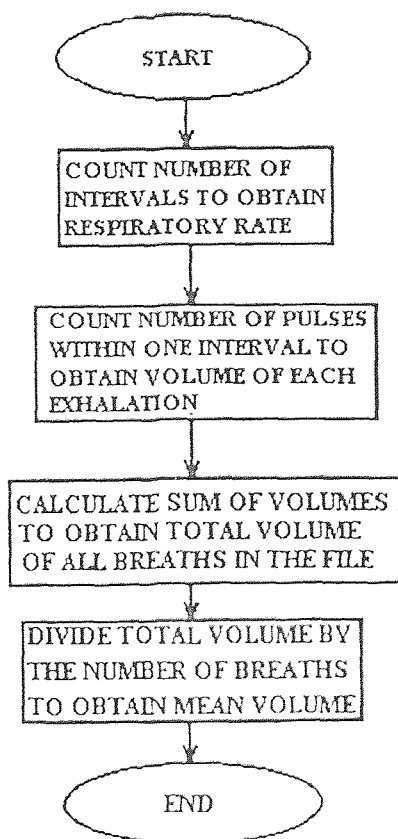 START
COUNT NUMBER OF
INTERVALS TO OBTAIN
RESPIRATORY RATE
COUNT NUMBER OF PULSES
WITHIN ONE INTERVAL TO
OBTAIN VOLUME OF EACH
EXHALATION
CALCULATE SUM OF VOLUMES
TO OBTAIN TOTAL VOLUME
OF ALL BREATHS IN THE FILE
DIVIDE TOTAL VOLUME BY
THE NUMBER OF BREATHS
TO OBTAIN MEAN VOLUME
END